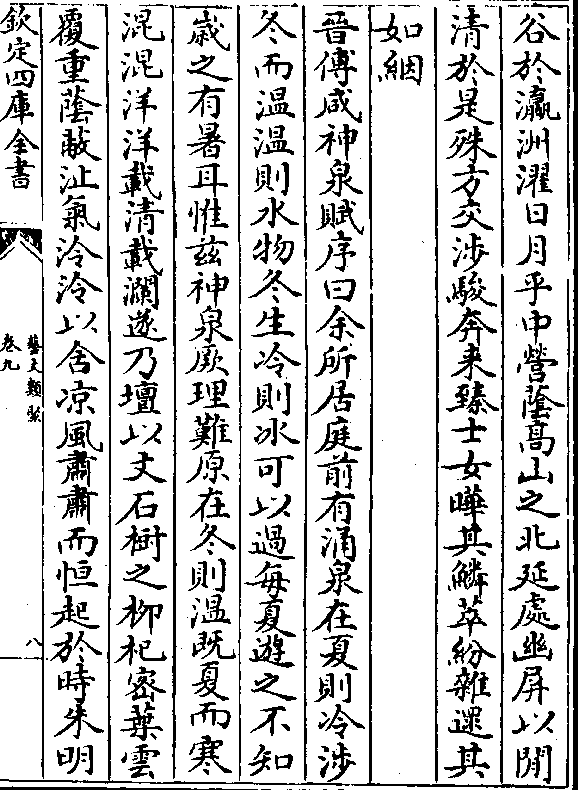 谷於瀛洲濯日月乎中營蔭高山之北延處幽屏以閒
清於是殊方交涉駿奔来臻士女曄其鱗萃紛雜遝其
如絪
晉傅咸神泉賦序曰余所居庭前有涌泉在夏則冷涉
冬而温温則水物冬生冷則冰可以過每夏遊之不知
歳之有暑耳惟兹神泉厥理難原在冬則温既夏而寒
混混洋洋載清載瀾遂乃壇以文石樹之柳杞密葉雲
覆重蔭蔽沚氣泠泠以含凉風肅肅而恒起於時朱明
欽定四庫全書
藝文類聚
卷九
八